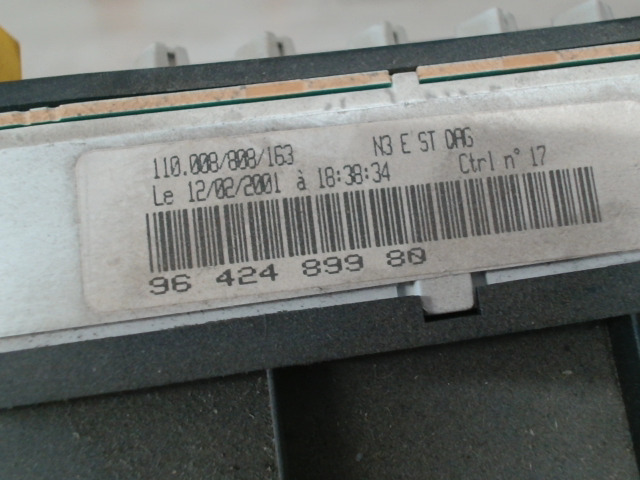 110.008/808/163 N3 E ST DAG
Le 12/02/2001 à 18:38:34 Ctrl n° 17
96 424 899 80